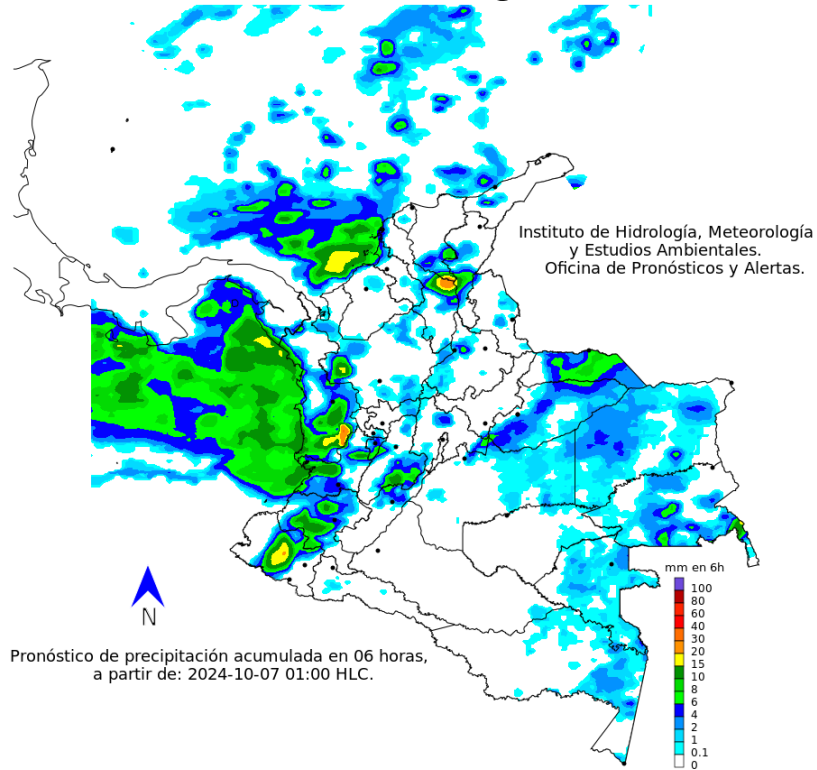 Instituto de Hidrología, Meteorología
y Estudios Ambientales.
Oficina de Pronósticos y Alertas.
N
Pronóstico de precipitación acumulada en 06 horas,
a partir de: 2024-10-07 01:00 HLC.
mm en 6h
100
80
60
40
30
20
15
10
8
6
4
2
1
0.1
0